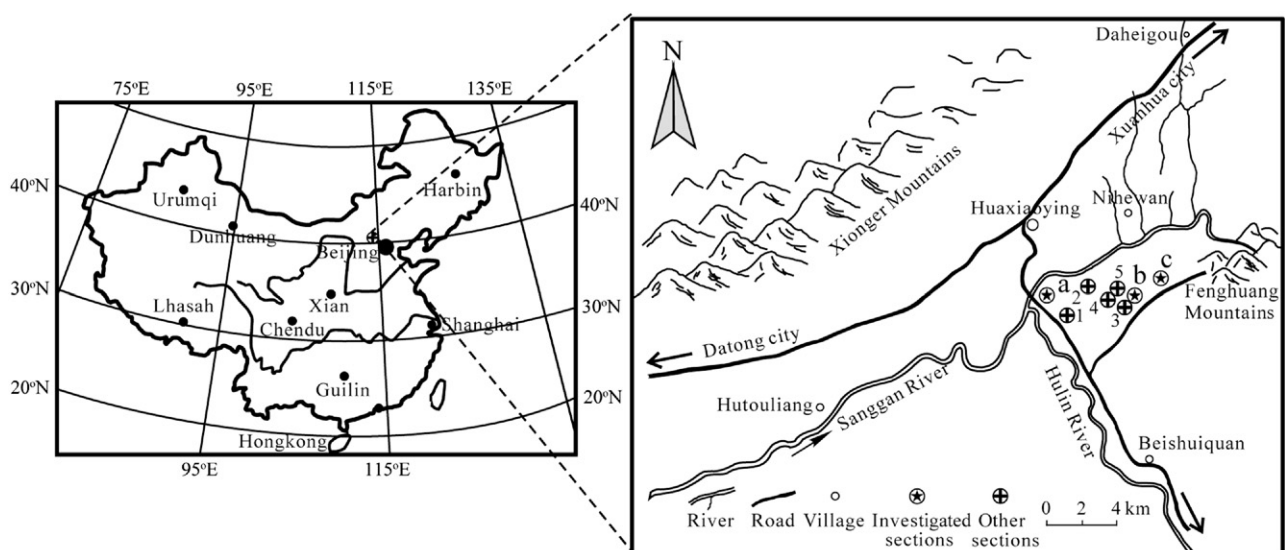 75°E
95°E
115°E
135°E
40°N
30°N
20°N
40°N
30°N
20°N
95°E
115°E
Urumqi
Harbin
Dunhuang
Beijing
Lhasah
Xian
Chendu
Shanghai
Guilin
Hongkong
N
Daheigou
Xuanhua city
Xionger Mountains
Nihewan
Huaxiaoying
a
b
c
1
2
3
4
5
Fenghuang
Mountains
Datong city
Hutouliang
Sanggan River
Hulin River
Beishuiquan
River
Road
Village
Investigated
sections
Other
sections
0 2 4 km